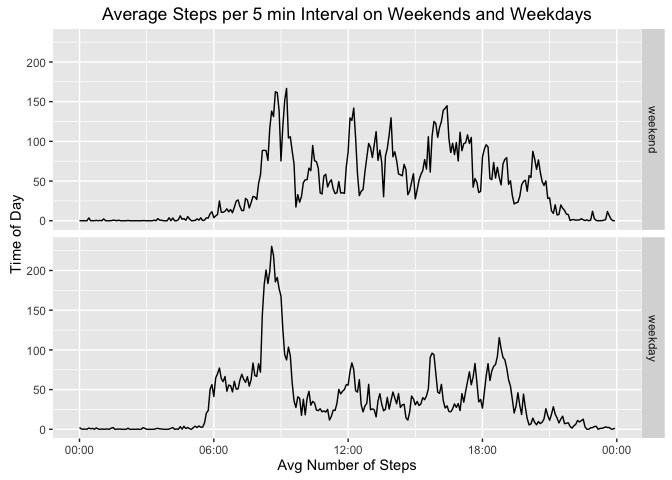 Average Steps per 5 min Interval on Weekends and Weekdays
200
150
100
50
0
weekend
200
150
100
50
0
weekday
Time of Day
00:00 06:00 12:00 18:00 00:00
Avg Number of Steps